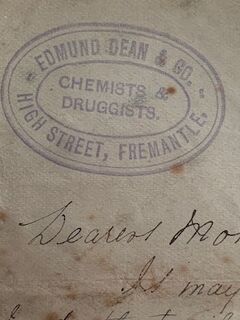 EDMUND DEAN & CO.
CHEMISTS &
DRUGGISTS.
HIGH STREET, FREMANTLE,
Dearest
It may